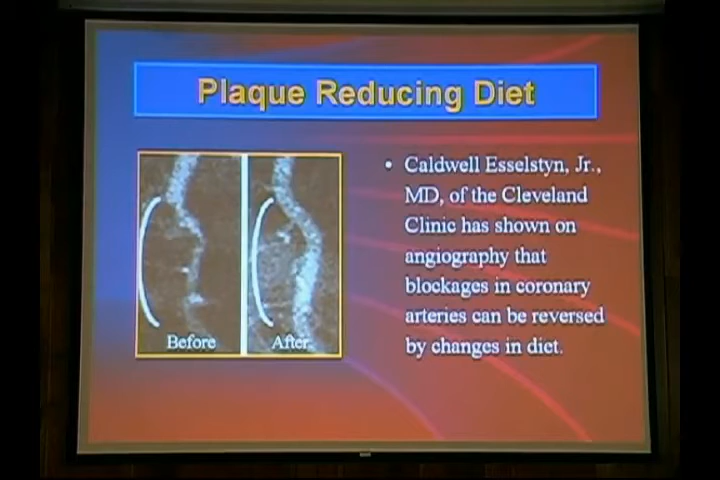 Plaque Reducing Diet
• Caldwell Esselstyn, Jr.,
MD, of the Cleveland
Clinic has shown on
angiography that
blockages in coronary
arteries can be reversed
by changes in diet.
Before
After